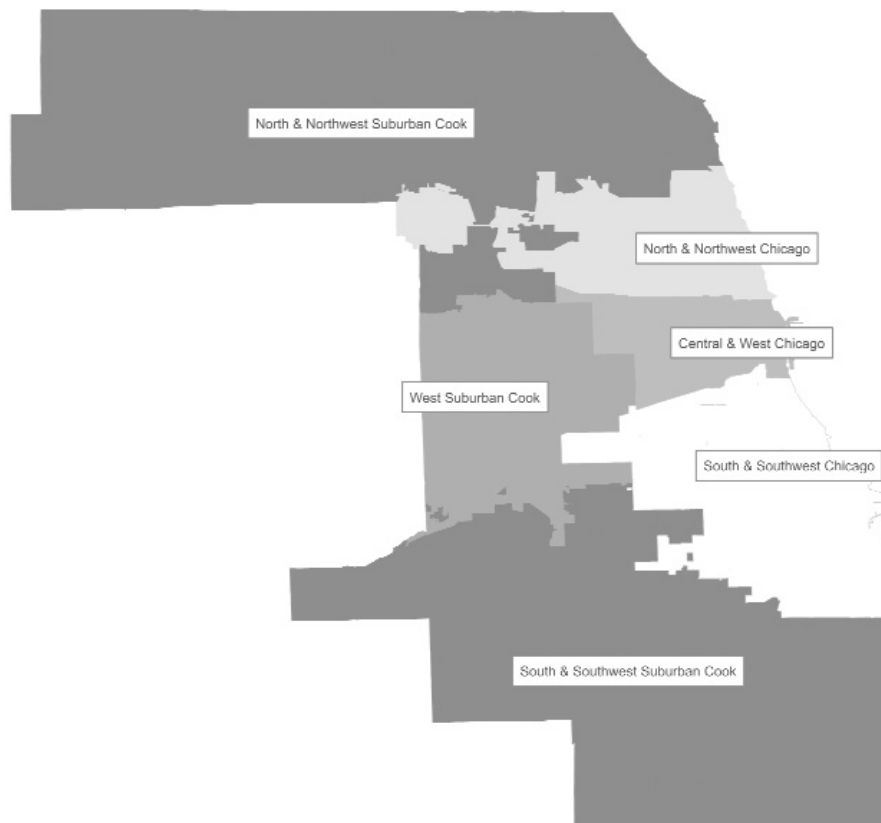 North & Northwest Suburban Cook
North & Northwest Chicago
Central & West Chicago
West Suburban Cook
South & Southwest Chicago
South & Southwest Suburban Cook